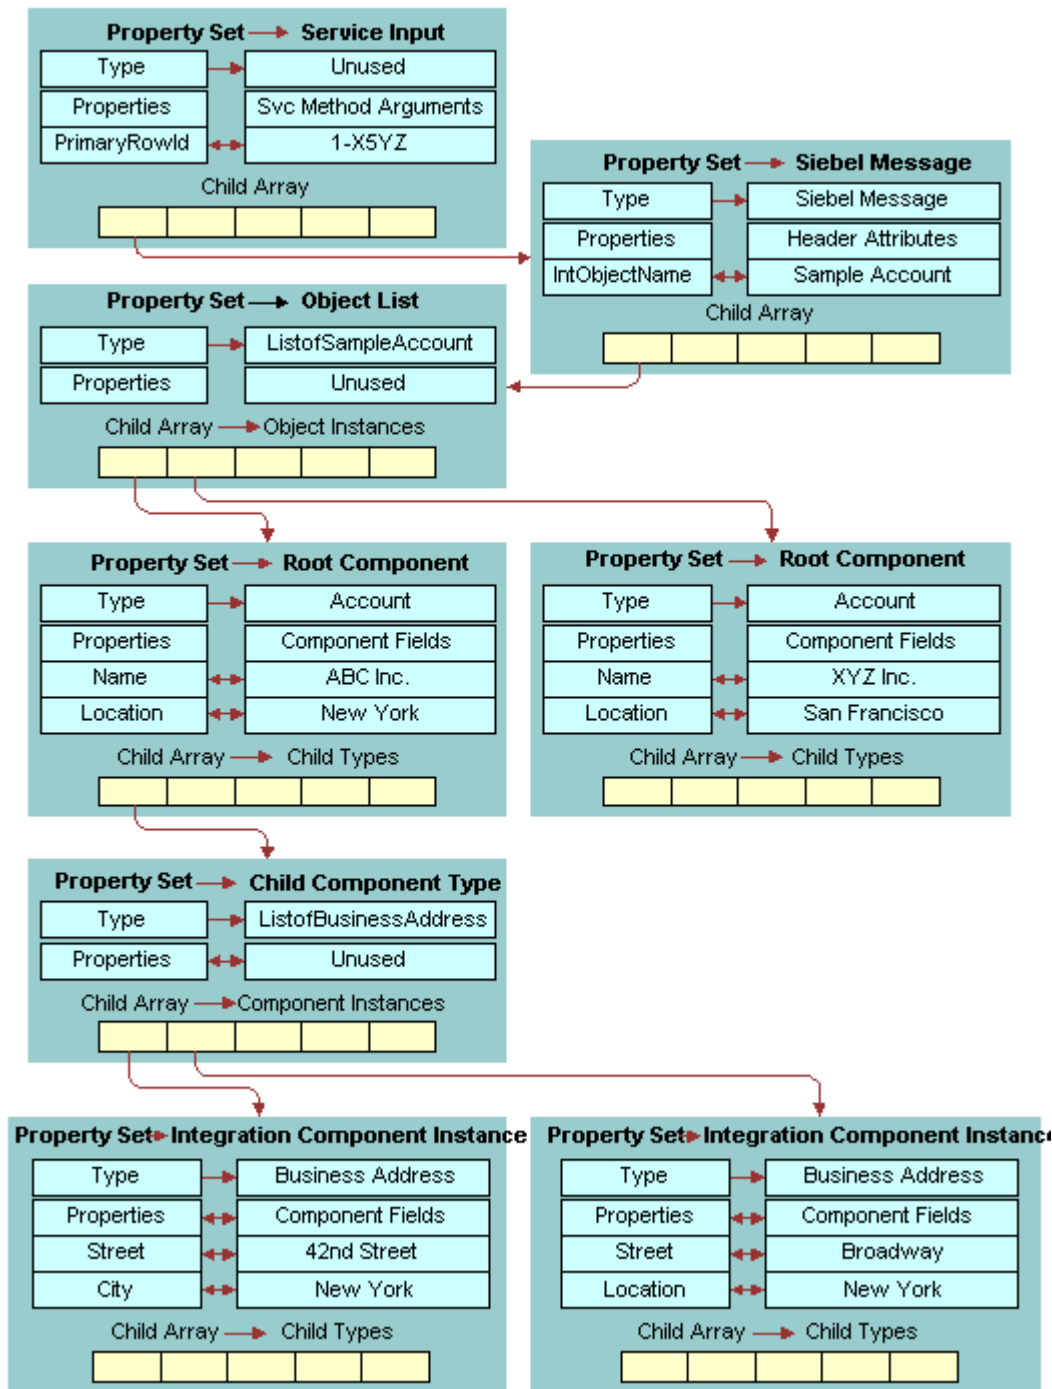 Property Set Service Input
Type Unused
Properties Svc Method Arguments
PrimaryRowId 1-X5YZ
Child Array
Property Set Siebel Message
Type Siebel Message
Properties Header Attributes
IntObjectName Sample Account
Child Array
Property Set Object List
Type ListofSampleAccount
Properties Unused
Child Array Object Instances
Property Set Root Component
Type Account
Properties Component Fields
Name ABC Inc.
Location New York
Child Array Child Types
Property Set Root Component
Type Account
Properties Component Fields
Name XYZ Inc.
Location San Francisco
Child Array Child Types
Property Set Child Component Type
Type ListofBusinessAddress
Properties Unused
Child Array Component Instances
Property Set Integration Component Instance
Type Business Address
Properties Component Fields
Street 42nd Street
City New York
Child Array Child Types
Property Set Integration Component Instance
Type Business Address
Properties Component Fields
Street Broadway
Location New York
Child Array Child Types